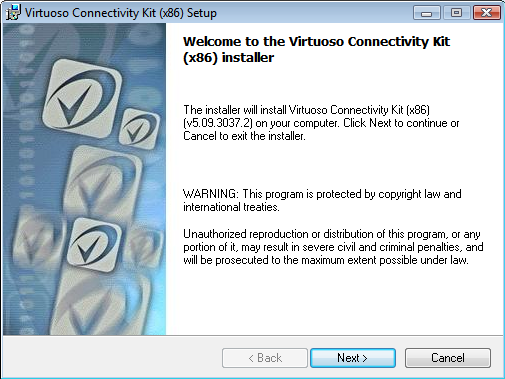 Virtuoso Connectivity Kit (x86) Setup
Welcome to the Virtuoso Connectivity Kit
(x86) installer
The installer will install Virtuoso Connectivity Kit (x86)
(v5.09.3037.2) on your computer. Click Next to continue or
Cancel to exit the installer.
WARNING: This program is protected by copyright law and
international treaties.
Unauthorized reproduction or distribution of this program, or any
portion of it, may result in severe civil and criminal penalties, and
will be prosecuted to the maximum extent possible under law.
< Back
Next >
Cancel